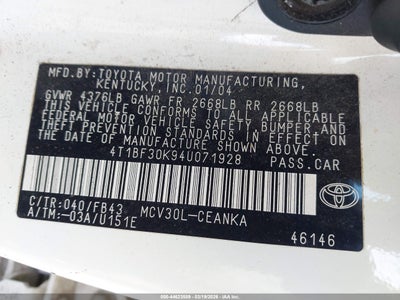 MFD.BY:TOYOTA MOTOR MANUFACTURING,
KENTUCKY,INC.01/04
GVWR 4376LB GAWR FR 2668LB RR 2668LB
THIS VEHICLE CONFORMS TO ALL APPLICABLE
FEDERAL MOTOR VEHICLE SAFETY, BUMPER,AND
THEFT PREVENTION STANDARDS IN EFFECT ON
THE DATE OF MANUFACTURE SHOWN ABOVE.
4T1BF30K94U071928 PASS.CAR
C/TR:040/FB43 MCV30L-CEANKA
A/TM:-03A/U151E
TOYOTA
46146